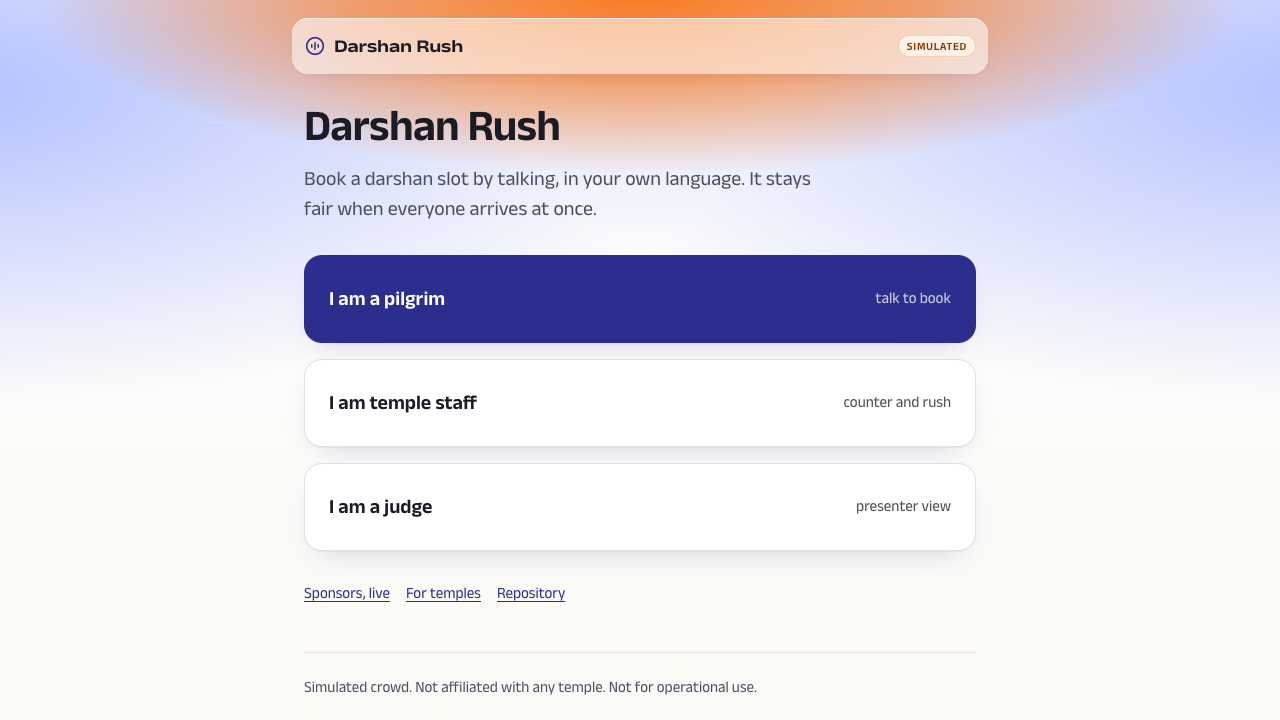 Darshan Rush
SIMULATED
Darshan Rush
Book a darshan slot by talking, in your own language. It stays
fair when everyone arrives at once.
I am a pilgrim
talk to book
I am temple staff
counter and rush
I am a judge
presenter view
Sponsors, live
For temples
Repository
Simulated crowd. Not affiliated with any temple. Not for operational use.